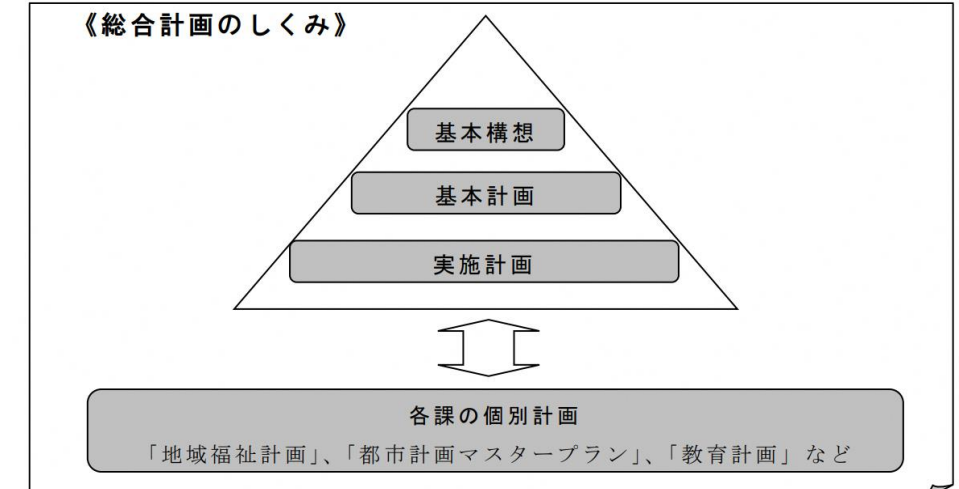 《総合計画のしくみ》
基本構想
基本計画
実施計画
各課の個別計画
「地域福祉計画」、「都市計画マスタープラン」、「教育計画」など